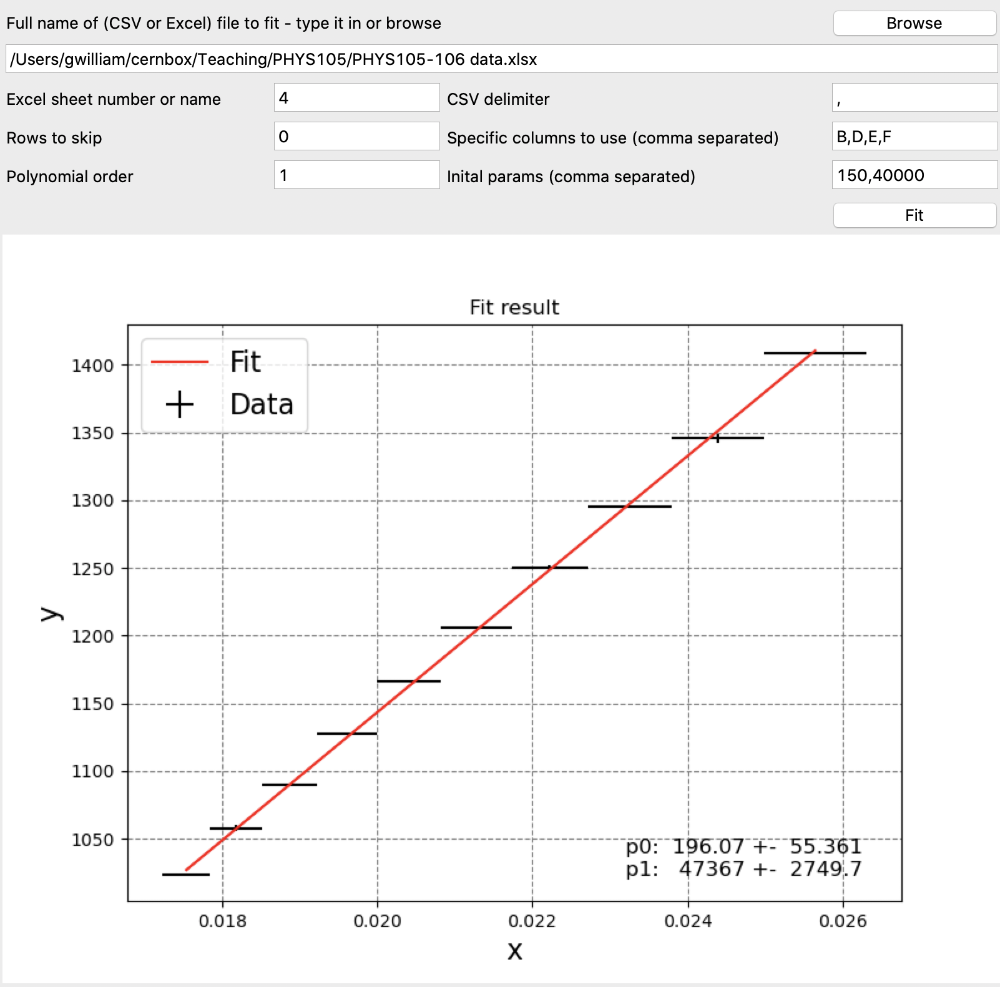 Full name of (CSV or Excel) file to fit - type it in or browse Browse
/Users/gwilliam/cernbox/Teaching/PHYS105/PHYS105-106 data.xlsx
Excel sheet number or name 4 CSV delimiter ,
Rows to skip 0 Specific columns to use (comma separated) B,D,E,F
Polynomial order 1 Inital params (comma separated) 150,40000
Fit
Fit result
Fit
Data
1400
1350
1300
1250
1200
1150
1100
1050
y
p0: 196.07 +- 55.361
p1: 47367 +- 2749.7
0.018 0.020 0.022 0.024 0.026
x